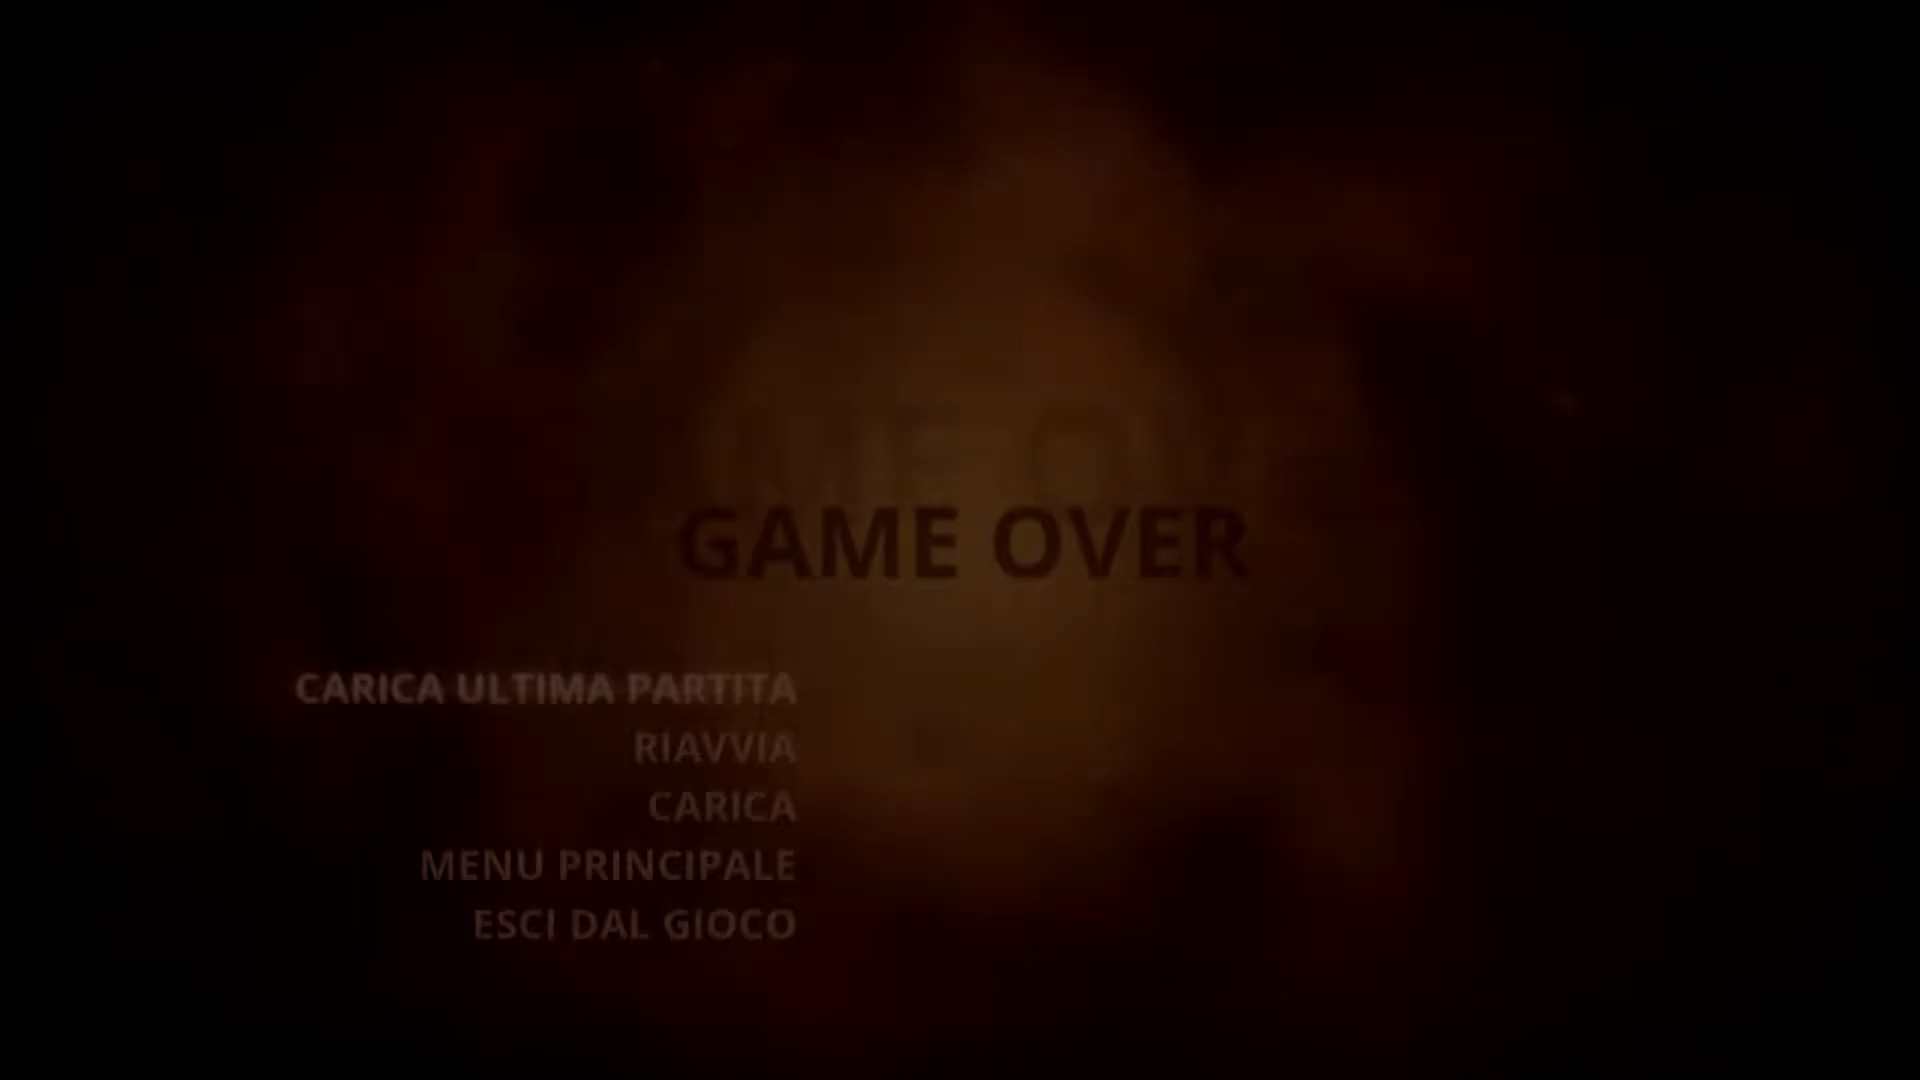 GAME OVER
CARICA ULTIMA PARTITA
RIAVVIA
CARICA
MENU PRINCIPALE
ESCI DAL GIOCO